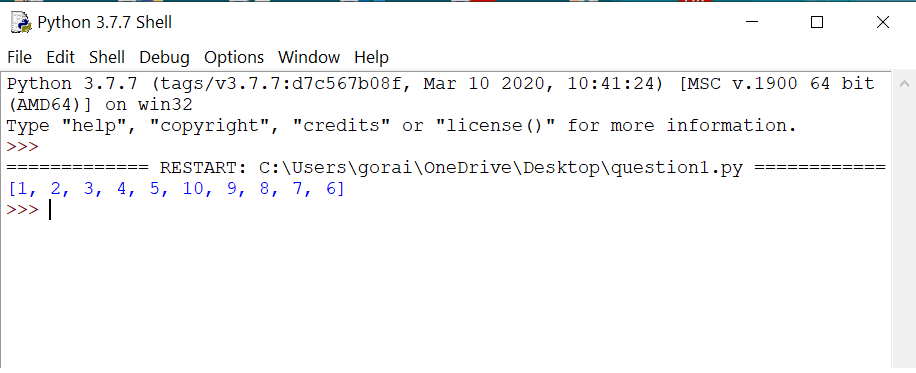 Python 3.7.7 Shell
File Edit Shell Debug Options Window Help
Python 3.7.7 (tags/v3.7.7:d7c567b08f, Mar 10 2020, 10:41:24) [MSC v.1900 64 bit
(AMD64)] on win32
Type "help", "copyright", "credits" or "license()" for more information.
>>>
============= RESTART: C:\Users\gorai\OneDrive\Desktop\question1.py ============
[1, 2, 3, 4, 5, 10, 9, 8, 7, 6]
>>>